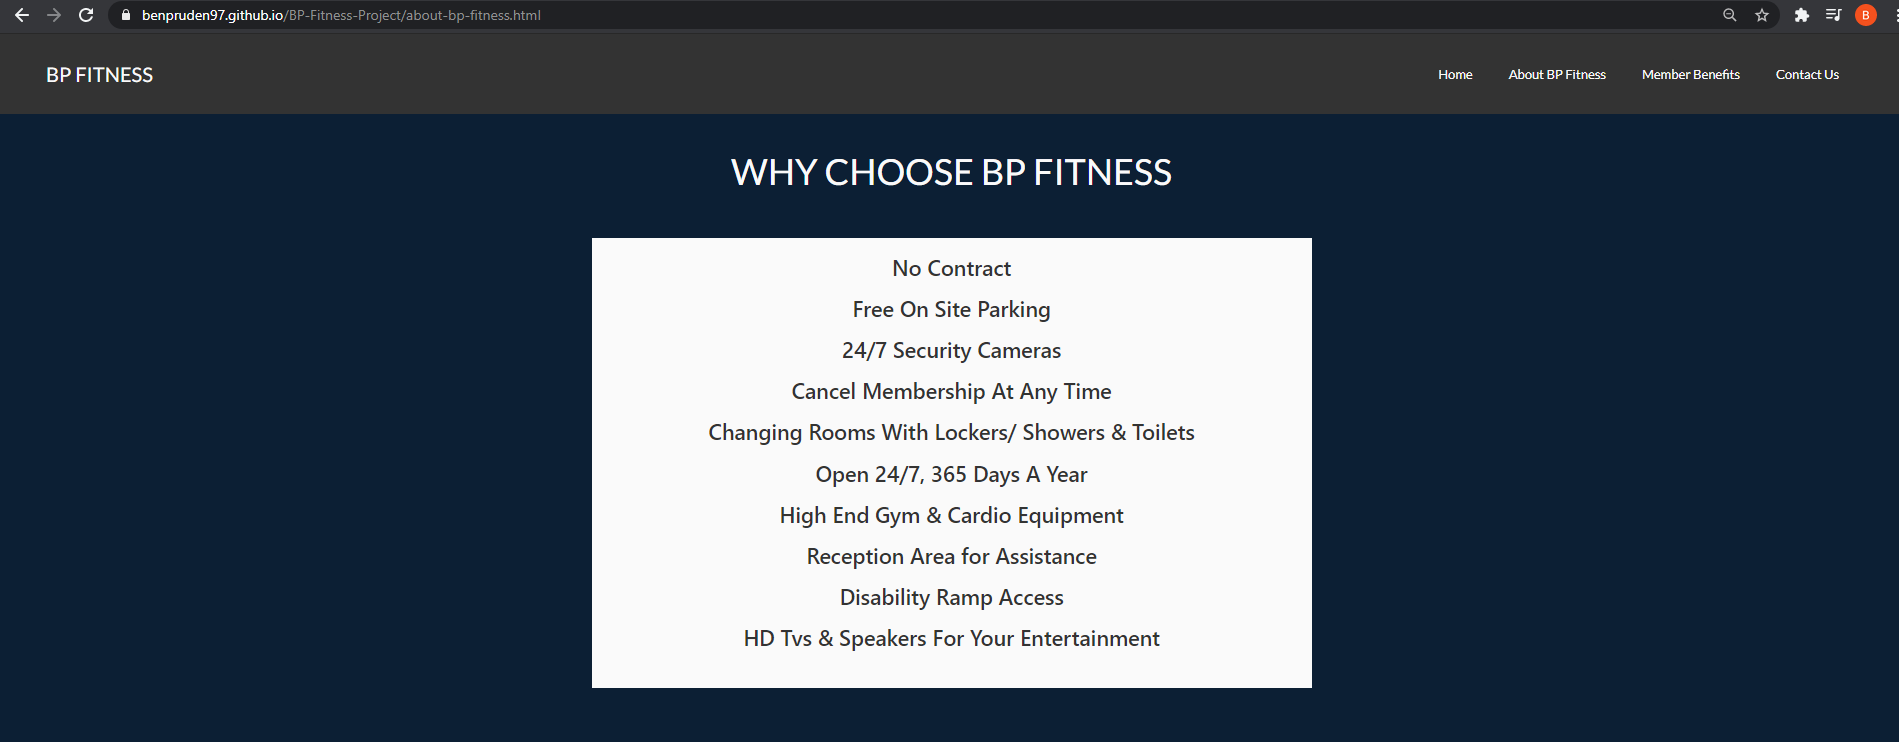 benpruden97.github.io/BP-Fitness-Project/about-bp-fitness.html
B
BP FITNESS
Home
About BP Fitness
Member Benefits
Contact Us
WHY CHOOSE BP FITNESS
No Contract
Free On Site Parking
24/7 Security Cameras
Cancel Membership At Any Time
Changing Rooms With Lockers/ Showers & Toilets
Open 24/7, 365 Days A Year
High End Gym & Cardio Equipment
Reception Area for Assistance
Disability Ramp Access
HD Tvs & Speakers For Your Entertainment